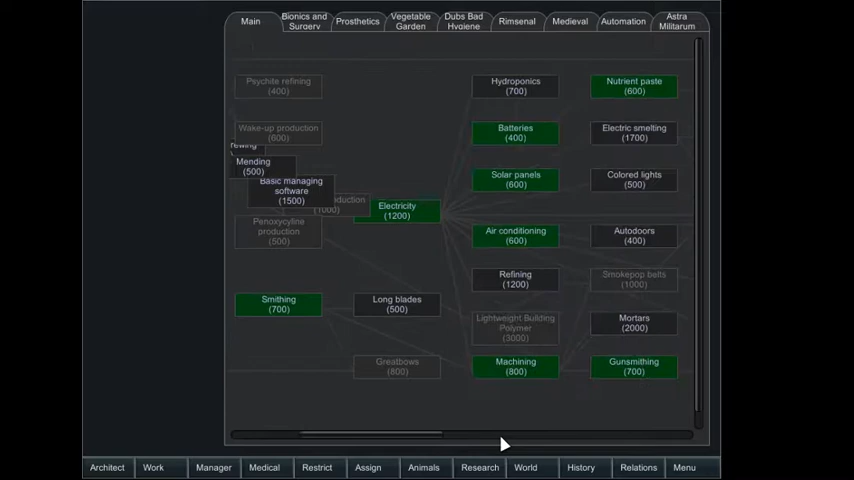 Main
Bionics and
Surgery
Prosthetics
Vegetable
Garden
Dubs Bad
Hygiene
Rimsenal
Medieval
Automation
Astra
Militarum
Psychite refining
(400)
Hydroponics
(700)
Nutrient paste
(600)
Wake-up production
(600)
Batteries
(400)
Electric smelting
(1700)
Mending
(500)
Basic managing
software
(1500)
(1000)
Electricity
(1200)
Solar panels
(600)
Colored lights
(500)
Penoxycyline
production
(500)
Air conditioning
(600)
Autodoors
(400)
Refining
(1200)
Smokepop belts
(1000)
Smithing
(700)
Long blades
(500)
Lightweight Building
Polymer
(3000)
Mortars
(2000)
Greatbows
(800)
Machining
(800)
Gunsmithing
(700)
Architect
Work
Manager
Medical
Restrict
Assign
Animals
Research
World
History
Relations
Menu